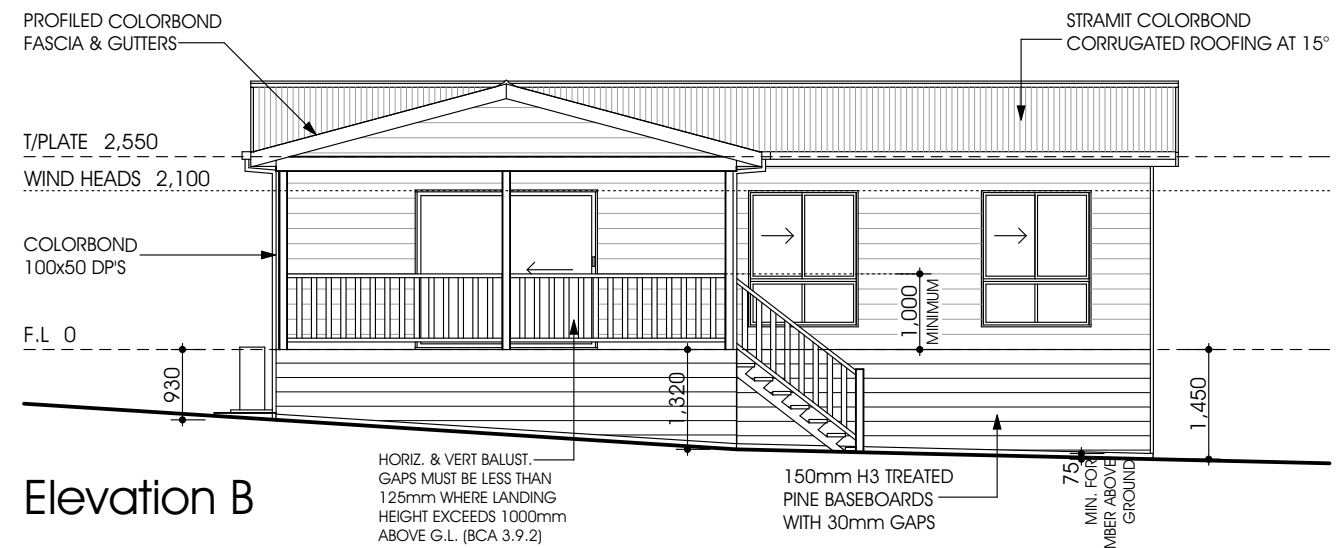 PROFILED COLORBOND
FASCIA & GUTTERS
STRAMIT COLORBOND
CORRUGATED ROOFING AT 15°
T/PLATE 2,550
WIND HEADS 2,100
COLORBOND
100x50 DP'S
F.L 0
930
1,320
1,000
MINIMUM
1,450
75
MIN. FOR
MBER ABOVE
GROUND
HORIZ. & VERT BALUST.
GAPS MUST BE LESS THAN
125mm WHERE LANDING
HEIGHT EXCEEDS 1000mm
ABOVE G.L. (BCA 3.9.2)
150mm H3 TREATED
PINE BASEBOARDS
WITH 30mm GAPS
Elevation B